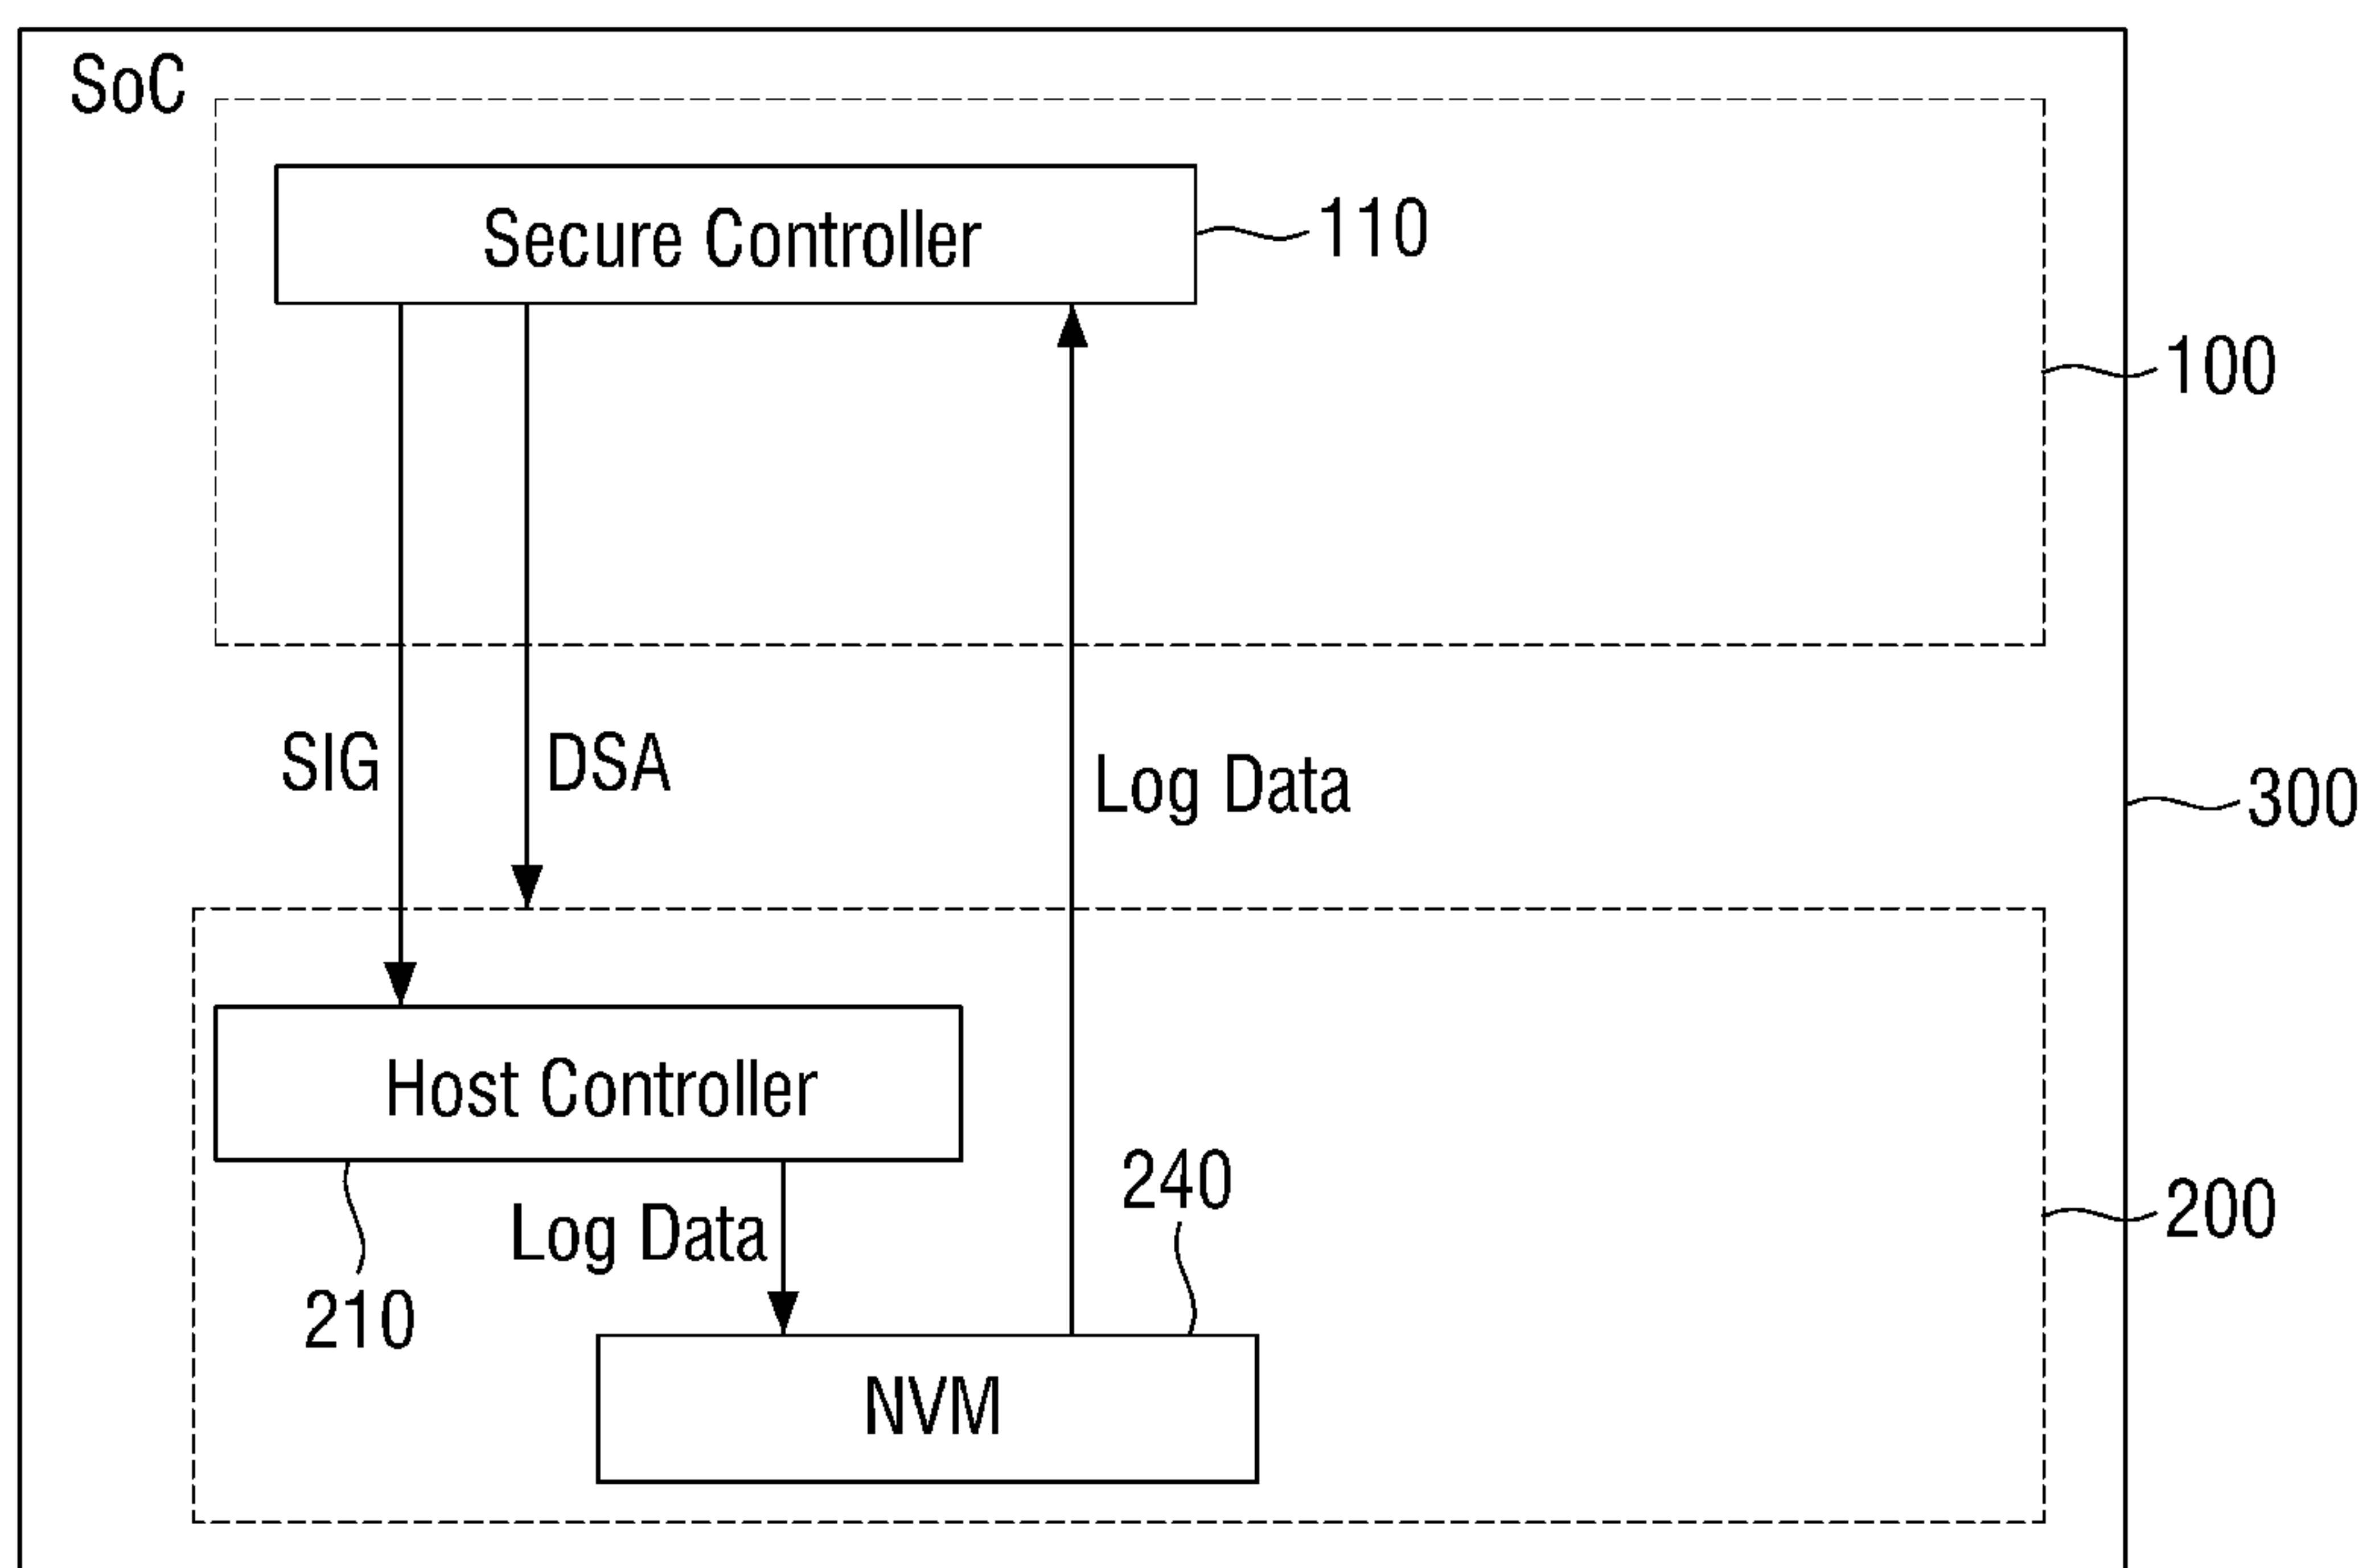 SoC
Secure Controller
110
100
SIG
DSA
Log Data
300
Host Controller
240
200
Log Data
210
NVM